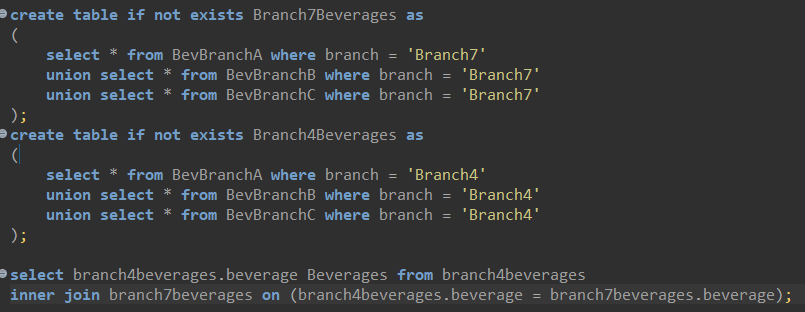 create table if not exists Branch7Beverages as
(
    select * from BevBranchA where branch = 'Branch7'
    union select * from BevBranchB where branch = 'Branch7'
    union select * from BevBranchC where branch = 'Branch7'
);
create table if not exists Branch4Beverages as
(
    select * from BevBranchA where branch = 'Branch4'
    union select * from BevBranchB where branch = 'Branch4'
    union select * from BevBranchC where branch = 'Branch4'
);

select branch4beverages.beverage Beverages from branch4beverages
inner join branch7beverages on (branch4beverages.beverage = branch7beverages.beverage);